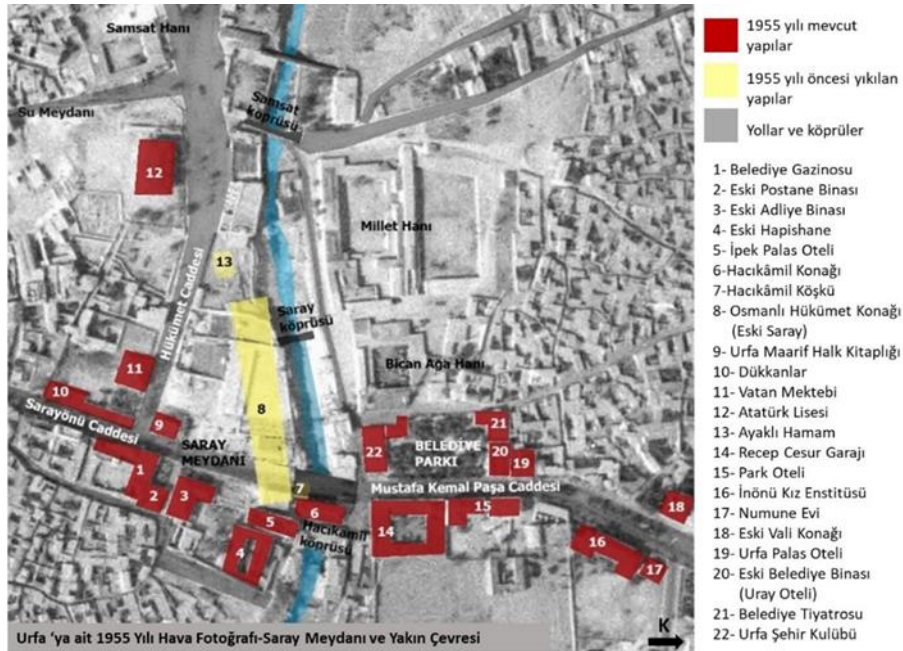 Samsat Hanı
Samsat
köprüsü
Su Meydanı
12
Millet Hanı
13
Hükümet Caddesi
Saray
köprüsü
Bican Ağa Hanı
11
10
8
Sarayönü Caddesi
9
SARAY
MEYDANI
21
BELEDİYE
PARKI
22
20
19
1
2
3
7
Mustafa Kemal Paşa Caddesi
6
5
Hacıkamil
köprüsü
4
14
15
18
16
17
Urfa 'ya ait 1955 Yılı Hava Fotoğrafı-Saray Meydanı ve Yakın Çevresi
K
1955 yılı mevcut
yapılar
1955 yılı öncesi yıkılan
yapılar
Yollar ve köprüler
1- Belediye Gazinosu
2- Eski Postane Binası
3- Eski Adliye Binası
4- Eski Hapishane
5- İpek Palas Oteli
6-Hacıkâmil Konağı
7-Hacıkâmil Köşkü
8- Osmanlı Hükümet Konağı
(Eski Saray)
9- Urfa Maarif Halk Kitaplığı
10- Dükkanlar
11- Vatan Mektebi
12- Atatürk Lisesi
13- Ayaklı Hamam
14- Recep Cesur Garajı
15- Park Oteli
16- İnönü Kız Enstitüsü
17- Numune Evi
18- Eski Vali Konağı
19- Urfa Palas Oteli
20- Eski Belediye Binası
(Uray Oteli)
21- Belediye Tiyatrosu
22- Urfa Şehir Kulübü